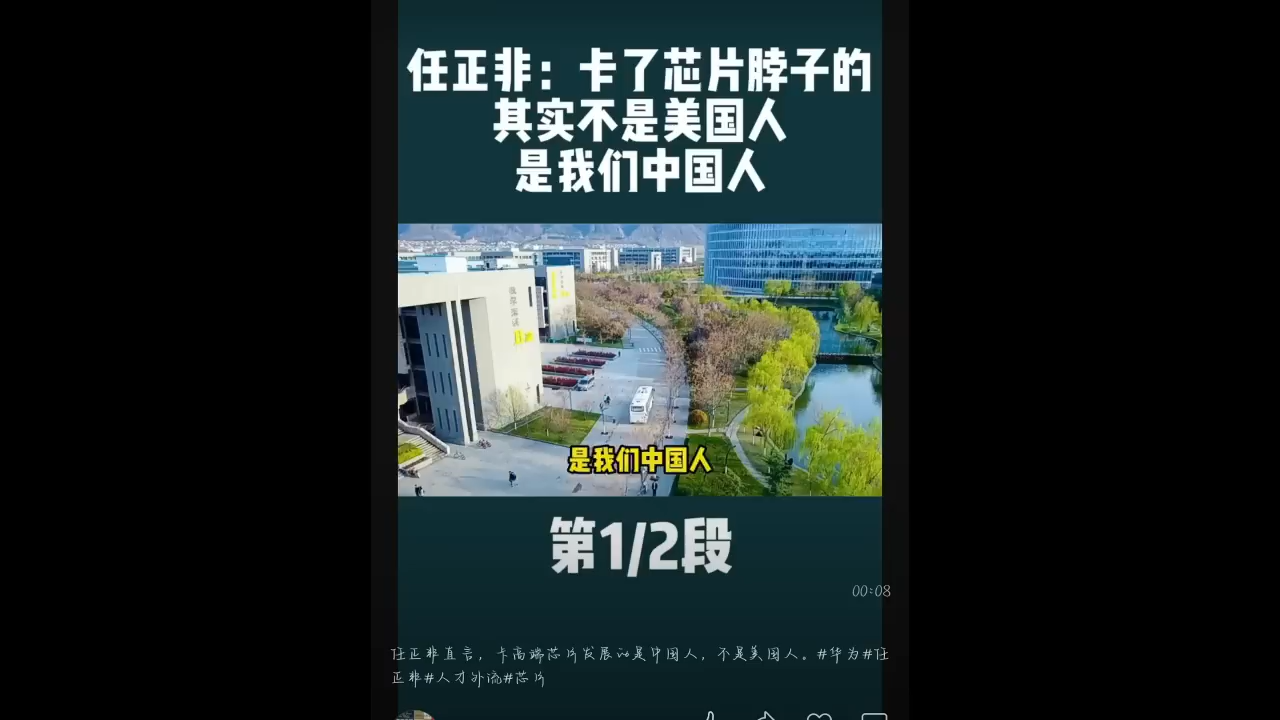 任正非：卡了芯片脖子的
其实不是美国人
是我们中国人
是我们中国人
第1/2段
00:08
任正非直言，卡高端芯片发展的是中国人，不是美国人。#华为#任
正非#人才外流#芯片